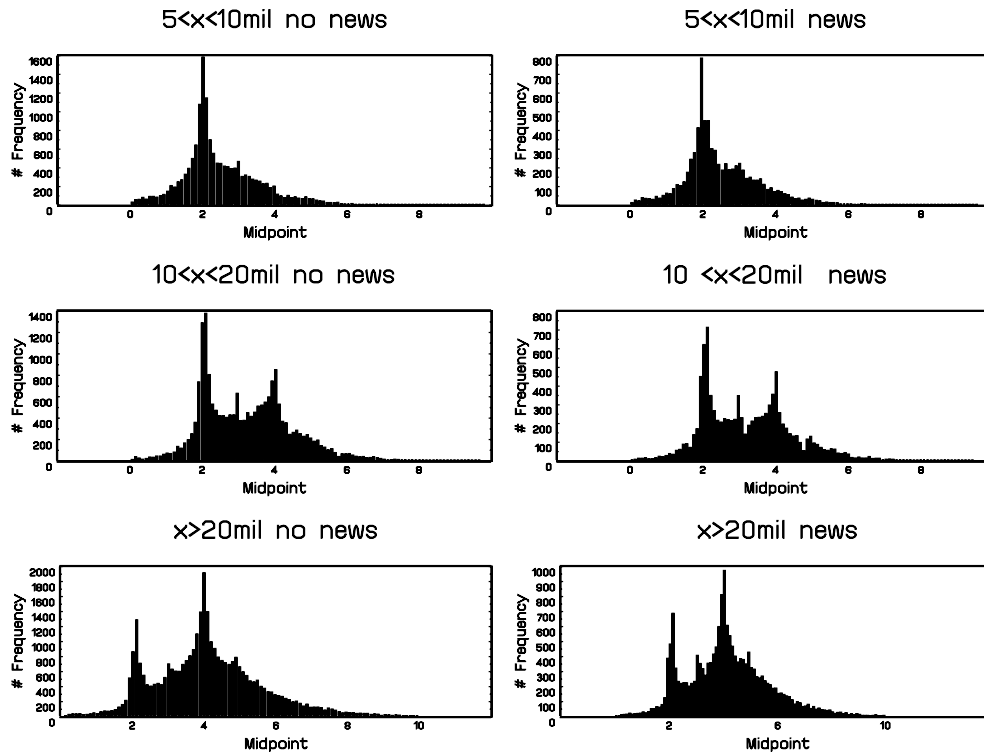 5<x<10mil no news
5<x<10mil news
1600
1400
1200
1000
800
600
400
200
0
# Frequency
0 2 4 6 8
Midpoint
800
700
600
500
400
300
200
100
0
# Frequency
0 2 4 6 8
Midpoint
10<x<20mil no news
10 <x<20mil news
1400
1200
1000
800
600
400
200
0
# Frequency
0 2 4 6 8
Midpoint
800
700
600
500
400
300
200
100
0
# Frequency
0 2 4 6 8
Midpoint
x>20mil no news
x>20mil news
2000
1800
1600
1400
1200
1000
800
600
400
200
0
# Frequency
2 4 6 8 10
Midpoint
1000
900
800
700
600
500
400
300
200
100
0
# Frequency
2 6 10
Midpoint